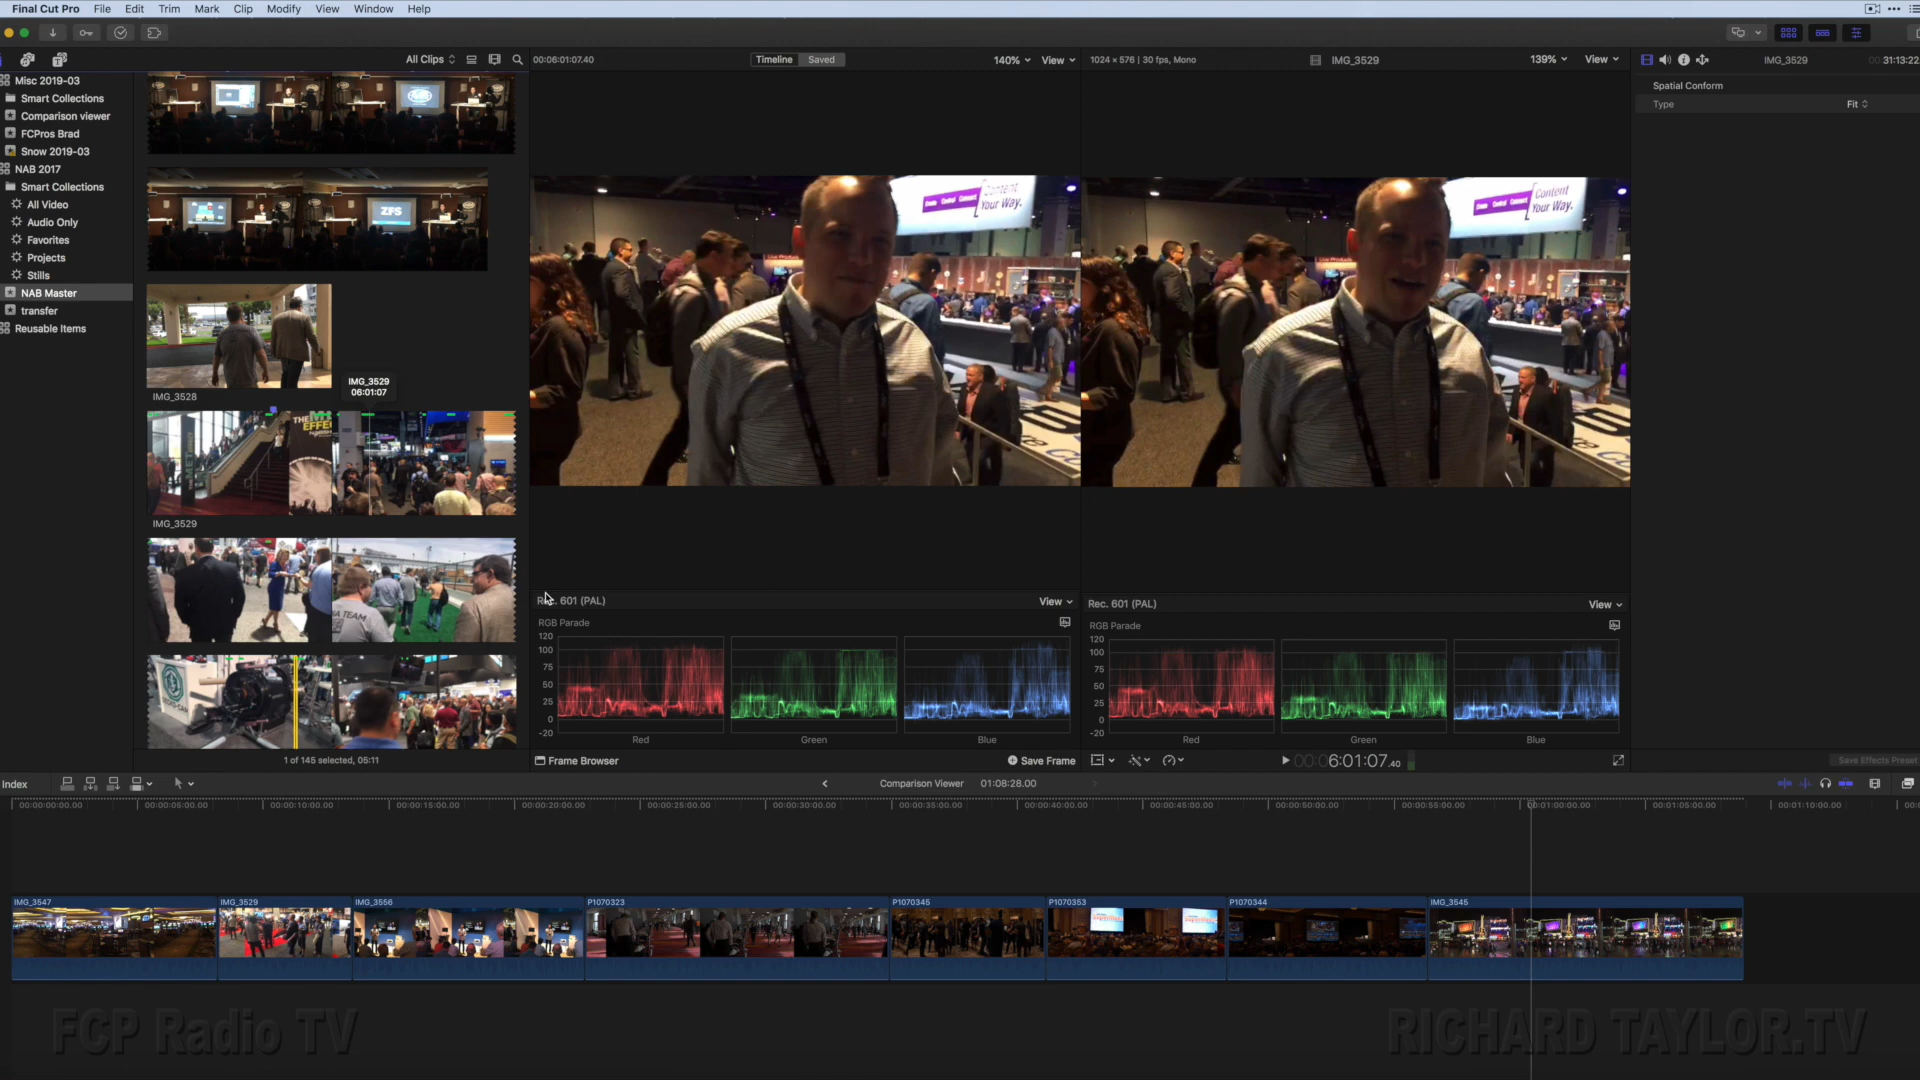 Final Cut Pro File Edit Trim Mark Clip Modify View Window Help
All Clips
00:06:01:07.40 Timeline Saved 140% View
1024 × 576 | 30 fps, Mono IMG_3529 139% View
IMG_3529 31:13:22
Spatial Conform
Type Fit
Misc 2019-03
Smart Collections
Comparison viewer
FCPros Brad
Snow 2019-03
NAB 2017
Smart Collections
All Video
Audio Only
Favorites
Projects
Stills
NAB Master
transfer
Reusable Items
ZFS
IMG_3528
IMG_3529
06:01:07
THE
EFFE
IMG_3529
A TEAM
1 of 145 selected, 05:11
Content
Your Way.
Content
Your Way.
601 (PAL) View
RGB Parade
120
100
75
50
25
0
-20
Red Green Blue
Rec. 601 (PAL) View
RGB Parade
120
100
75
50
25
0
-20
Red Green Blue
Frame Browser Save Frame
00:06:01:07.40
Save Effects Preset
Index Comparison Viewer 01:08:28.00
00:00:00:00.00 00:00:05:00.00 00:00:10:00.00 00:00:15:00.00 00:00:20:00.00 00:00:25:00.00 00:00:30:00.00 00:00:35:00.00 00:00:40:00.00 00:00:45:00.00 00:00:50:00.00 00:00:55:00.00 00:01:00:00.00 00:01:05:00.00 00:01:10:00.00
IMG_3547 IMG_3529 IMG_3556 P1070323 P1070345 P1070353 P1070344 IMG_3545
FCP Radio TV
RICHARD TAYLOR.TV